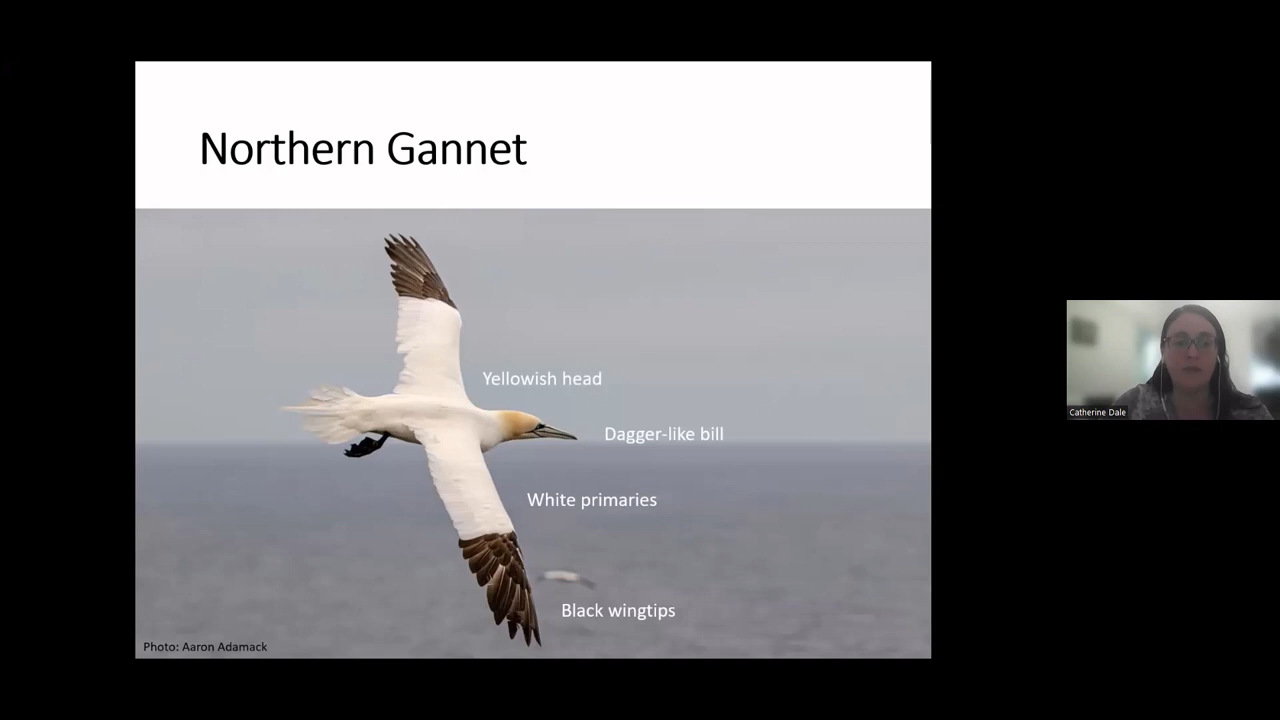 Northern Gannet
Yellowish head
Dagger-like bill
White primaries
Black wingtips
Photo: Aaron Adamack
Catherine Dale